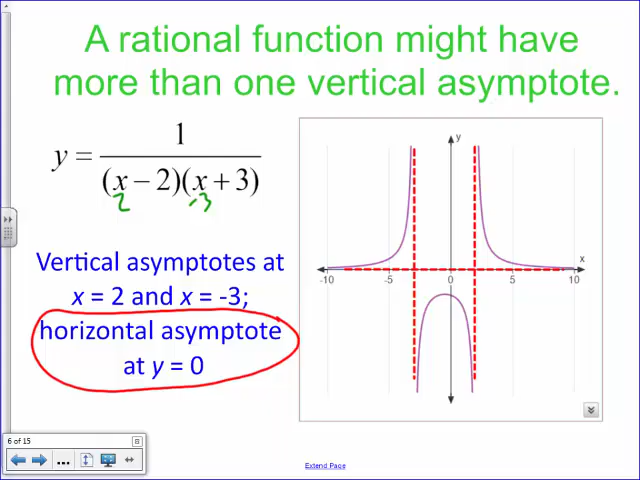 A rational function might have
more than one vertical asymptote.
y = 1 / (x − 2)(x + 3)
2 -3
Vertical asymptotes at
x = 2 and x = -3;
horizontal asymptote
at y = 0
y
x
-10 -5 0 5 10
6 of 15
...
Extend Page